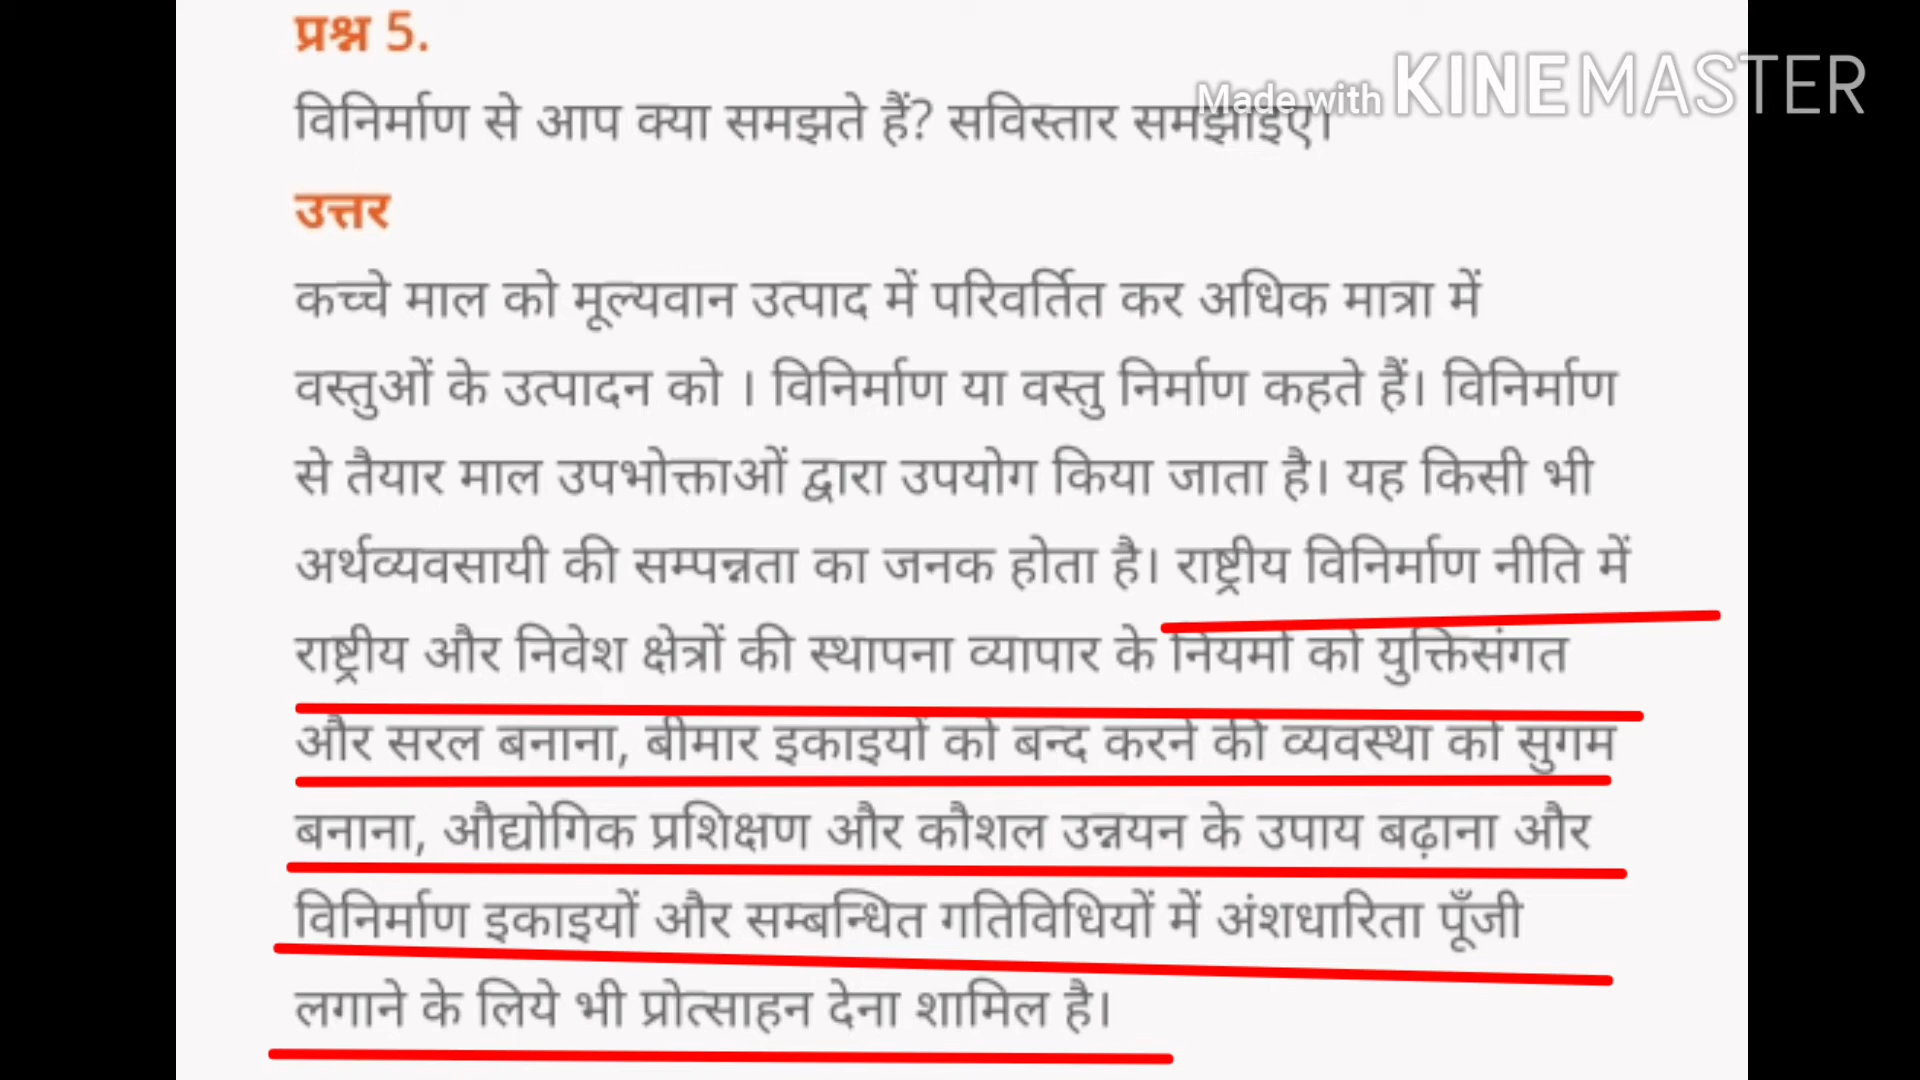 प्रश्न 5.
Made with KINEMASTER
विनिर्माण से आप क्या समझते हैं? सविस्तार समझाइए।
उत्तर
कच्चे माल को मूल्यवान उत्पाद में परिवर्तित कर अधिक मात्रा में
वस्तुओं के उत्पादन को । विनिर्माण या वस्तु निर्माण कहते हैं। विनिर्माण
से तैयार माल उपभोक्ताओं द्वारा उपयोग किया जाता है। यह किसी भी
अर्थव्यवसायी की सम्पन्नता का जनक होता है। राष्ट्रीय विनिर्माण नीति में
राष्ट्रीय और निवेश क्षेत्रों की स्थापना व्यापार के नियमों को युक्तिसंगत
और सरल बनाना, बीमार इकाइयों को बन्द करने की व्यवस्था को सुगम
बनाना, औद्योगिक प्रशिक्षण और कौशल उन्नयन के उपाय बढ़ाना और
विनिर्माण इकाइयों और सम्बन्धित गतिविधियों में अंशधारिता पूँजी
लगाने के लिये भी प्रोत्साहन देना शामिल है।